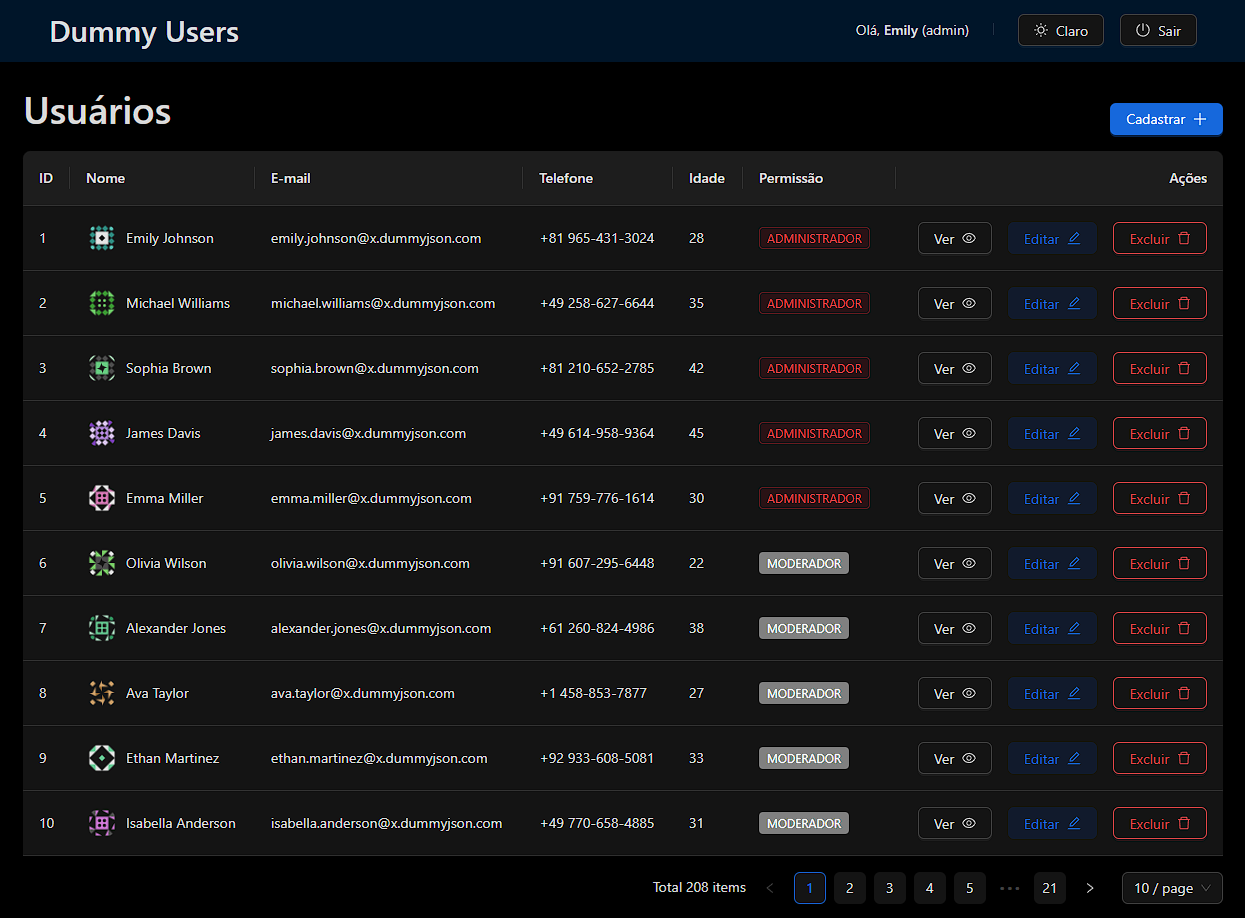 Dummy Users
Olá, Emily (admin) Claro Sair
Usuários
Cadastrar
ID Nome E-mail Telefone Idade Permissão Ações
1 Emily Johnson emily.johnson@x.dummyjson.com +81 965-431-3024 28 ADMINISTRADOR Ver Editar Excluir
2 Michael Williams michael.williams@x.dummyjson.com +49 258-627-6644 35 ADMINISTRADOR Ver Editar Excluir
3 Sophia Brown sophia.brown@x.dummyjson.com +81 210-652-2785 42 ADMINISTRADOR Ver Editar Excluir
4 James Davis james.davis@x.dummyjson.com +49 614-958-9364 45 ADMINISTRADOR Ver Editar Excluir
5 Emma Miller emma.miller@x.dummyjson.com +91 759-776-1614 30 ADMINISTRADOR Ver Editar Excluir
6 Olivia Wilson olivia.wilson@x.dummyjson.com +91 607-295-6448 22 MODERADOR Ver Editar Excluir
7 Alexander Jones alexander.jones@x.dummyjson.com +61 260-824-4986 38 MODERADOR Ver Editar Excluir
8 Ava Taylor ava.taylor@x.dummyjson.com +1 458-853-7877 27 MODERADOR Ver Editar Excluir
9 Ethan Martinez ethan.martinez@x.dummyjson.com +92 933-608-5081 33 MODERADOR Ver Editar Excluir
10 Isabella Anderson isabella.anderson@x.dummyjson.com +49 770-658-4885 31 MODERADOR Ver Editar Excluir
Total 208 items 1 2 3 4 5 ••• 21 10 / page